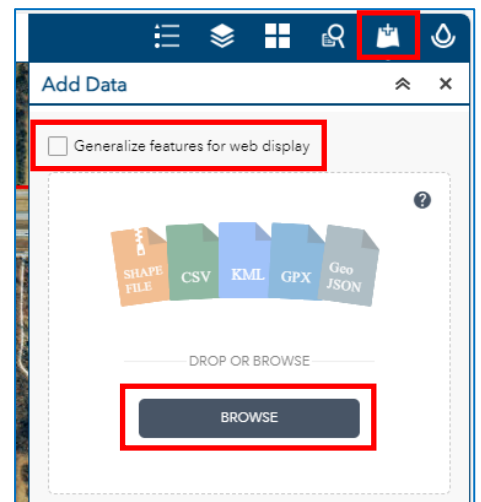 Add Data
Generalize features for web display
SHAPE
FILE
CSV
KML
GPX
Geo
JSON
DROP OR BROWSE
BROWSE